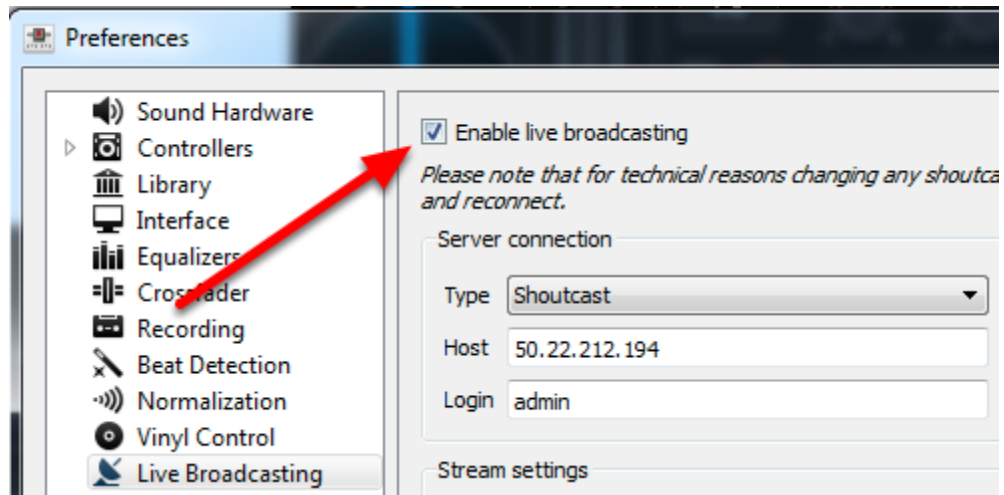 Preferences
Sound Hardware
Controllers
Library
Interface
Equalizers
Crossfader
Recording
Beat Detection
Normalization
Vinyl Control
Live Broadcasting
Enable live broadcasting
Please note that for technical reasons changing any shoutca
and reconnect.
Server connection
Type Shoutcast
Host 50.22.212.194
Login admin
Stream settings